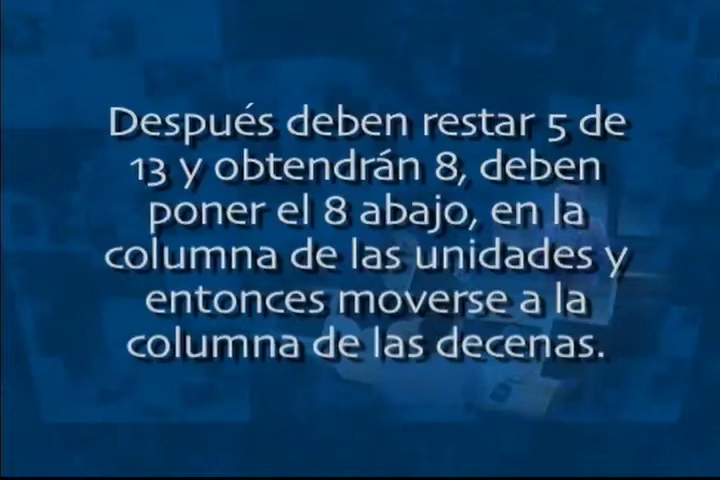 Después deben restar 5 de
13 y obtendrán 8, deben
poner el 8 abajo, en la
columna de las unidades y
entonces moverse a la
columna de las decenas.